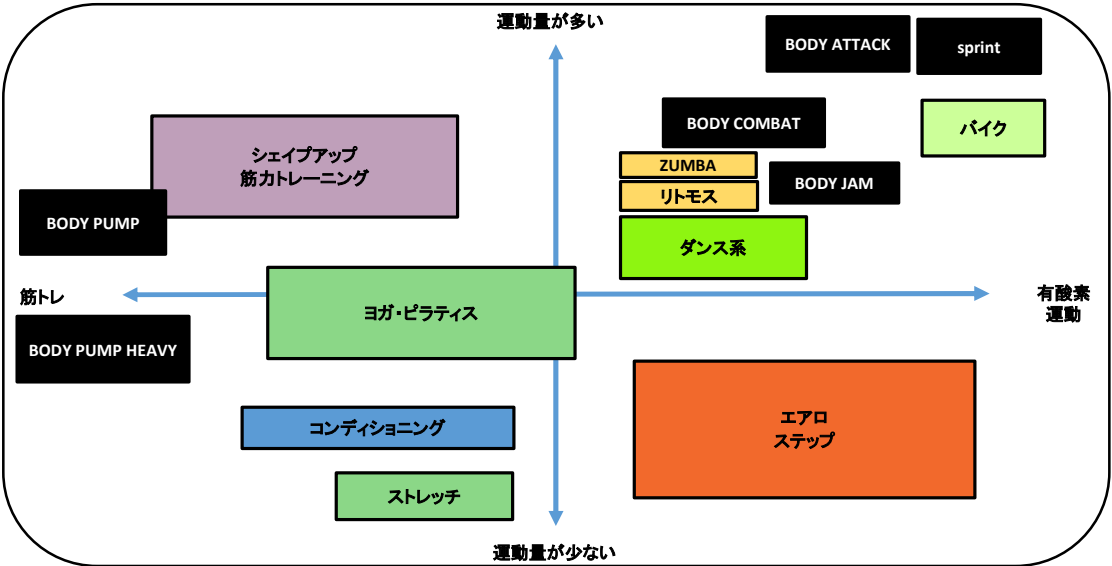 運動量が多い
BODY ATTACK
sprint
BODY COMBAT
バイク
シェイプアップ
筋力トレーニング
ZUMBA
リトモス
BODY JAM
BODY PUMP
ダンス系
筋トレ
ヨガ・ピラティス
有酸素
運動
BODY PUMP HEAVY
コンディショニング
エアロ
ステップ
ストレッチ
運動量が少ない